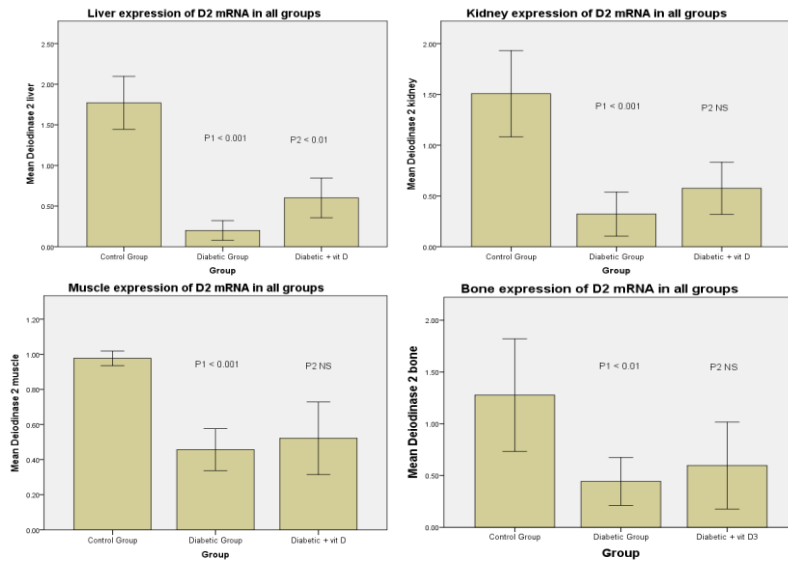 Liver expression of D2 mRNA in all groups
Mean Deiodinase 2 liver
2.50
2.00
1.50
1.00
0.50
0.00
P1 < 0.001
P2 < 0.01
Control Group
Diabetic Group
Diabetic + vit D
Group
Kidney expression of D2 mRNA in all groups
Mean Deiodinase 2 kidney
2.00
1.50
1.00
0.50
0.00
P1 < 0.001
P2 NS
Control Group
Diabetic Group
Diabetic + vit D
Group
Muscle expression of D2 mRNA in all groups
Mean Deiodinase 2 muscle
1.20
1.00
0.80
0.60
0.40
0.20
0.00
P1 < 0.001
P2 NS
Control Group
Diabetic Group
Diabetic + vit D
Group
Bone expression of D2 mRNA in all groups
Mean Deiodinase 2 bone
2.00
1.50
1.00
0.50
0.00
P1 < 0.01
P2 NS
Control Group
Diabetic Group
Diabetic + vit D3
Group